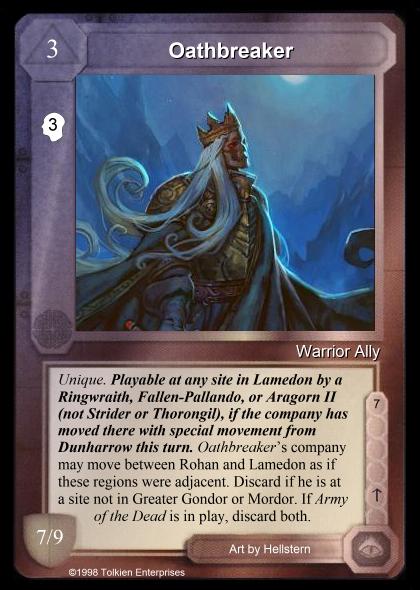 3
Oathbreaker
3
Warrior Ally
Unique. Playable at any site in Lamedon by a
Ringwraith, Fallen-Pallando, or Aragorn II
(not Strider or Thorongil), if the company has
moved there with special movement from
Dunharrow this turn. Oathbreaker's company
may move between Rohan and Lamedon as if
these regions were adjacent. Discard if he is at
a site not in Greater Gondor or Mordor. If Army
of the Dead is in play, discard both.
7
↑
7/9
Art by Hellstern
©1998 Tolkien Enterprises